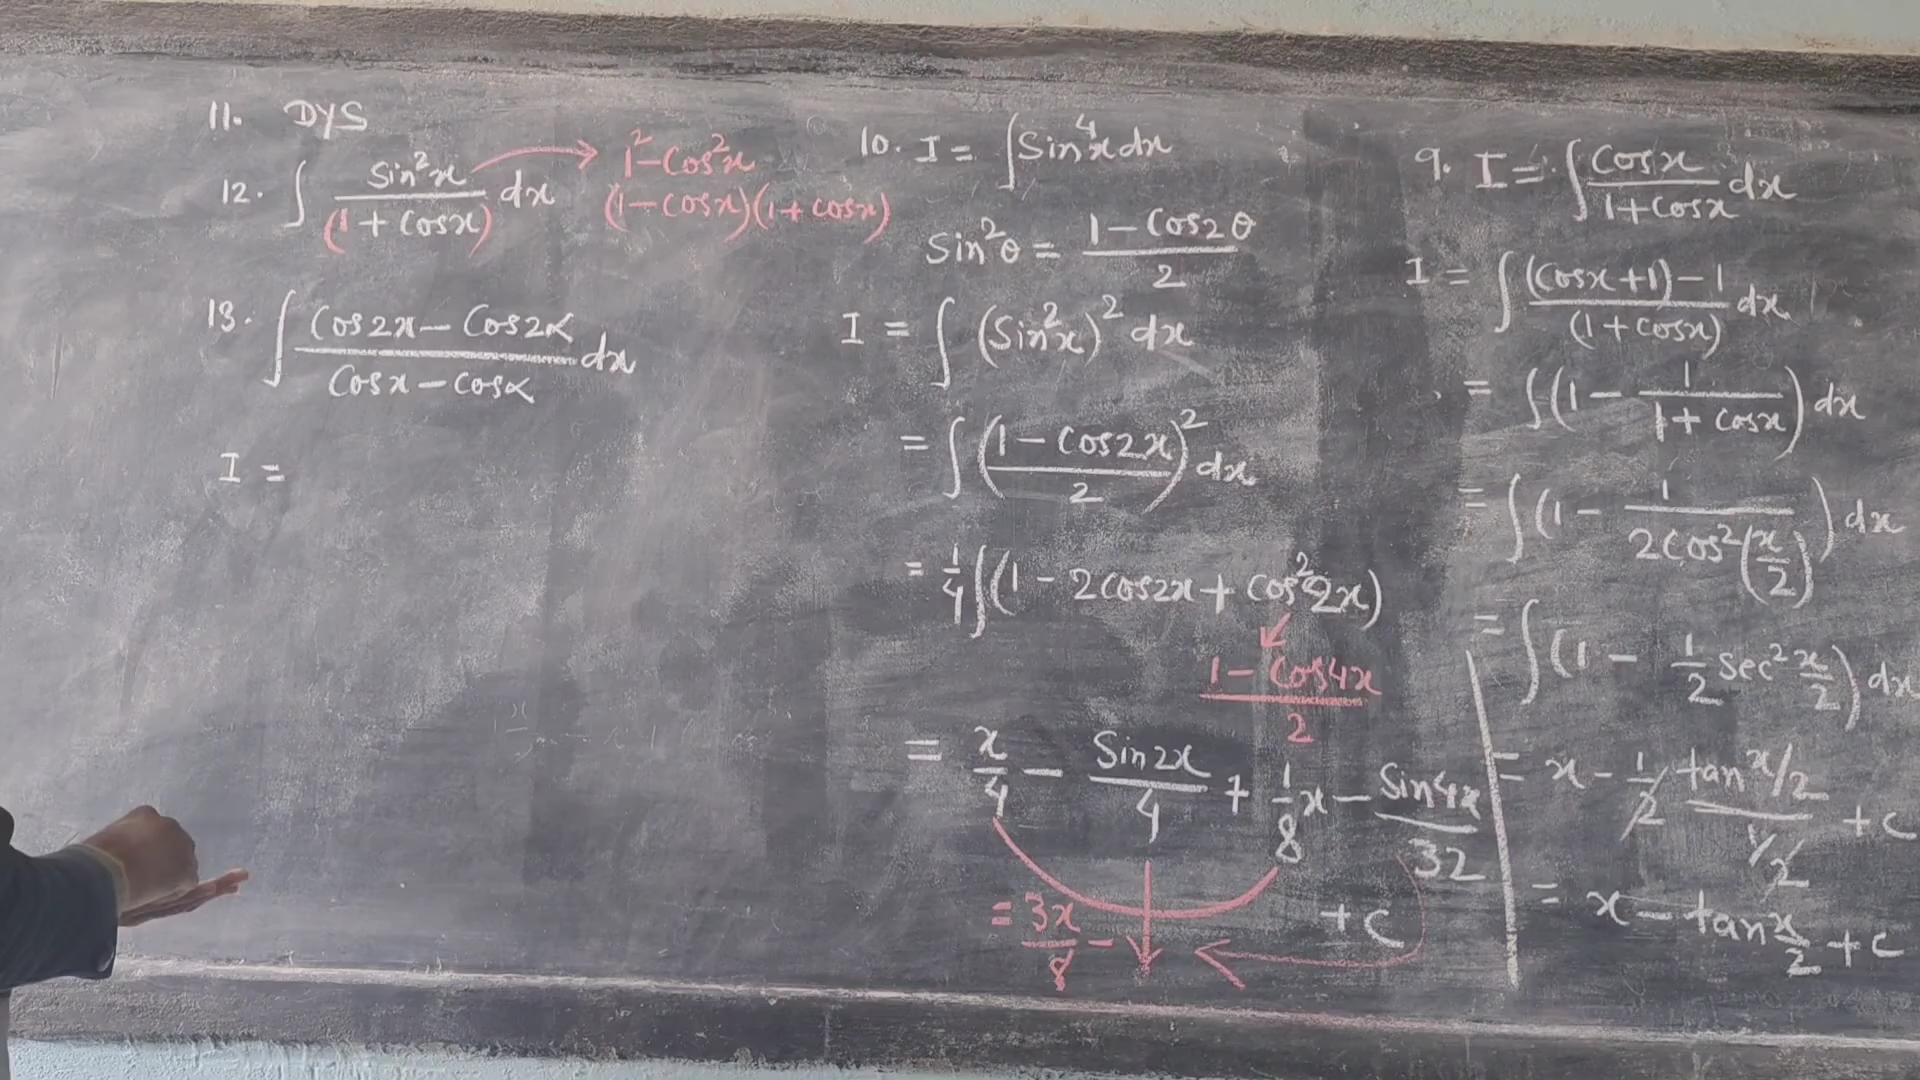 11. DYS
12. ∫ Sin²x / (1 + Cosx) dx → 1² - Cos²x
(1 - Cosx)(1 + Cosx)
13. ∫ (Cos2x - Cos2α) / (Cosx - Cosα) dx
I =
10. I = ∫ Sin⁴x dx
Sin²θ = (1 - Cos2θ) / 2
I = ∫ (Sin²x)² dx
= ∫ ((1 - Cos2x) / 2)² dx
= 1/4 ∫ (1 - 2cos2x + cos²2x)
(1 - Cos4x) / 2
= x/4 - Sin2x/4 + 1/8 x - Sin4x/32
+ C
= 3x/8 -
9. I = ∫ Cosx / (1 + Cosx) dx
I = ∫ ((Cosx + 1) - 1) / (1 + Cosx) dx
= ∫ (1 - 1 / (1 + Cosx)) dx
= ∫ (1 - 1 / (2Cos²(x/2))) dx
= ∫ (1 - 1/2 Sec² x/2) dx
= x - 1/2 (tan x/2) / (1/2) + C
= x - tan x/2 + C